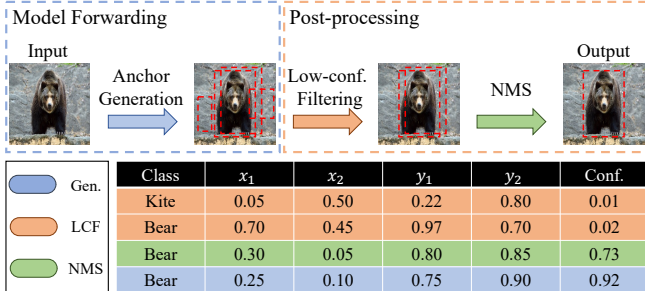 Model Forwarding
Post-processing
Input
Anchor
Generation
Low-conf.
Filtering
NMS
Output
Gen.
LCF
NMS
Class x₁ x₂ y₁ y₂ Conf.
Kite 0.05 0.50 0.22 0.80 0.01
Bear 0.70 0.45 0.97 0.70 0.02
Bear 0.30 0.05 0.80 0.85 0.73
Bear 0.25 0.10 0.75 0.90 0.92